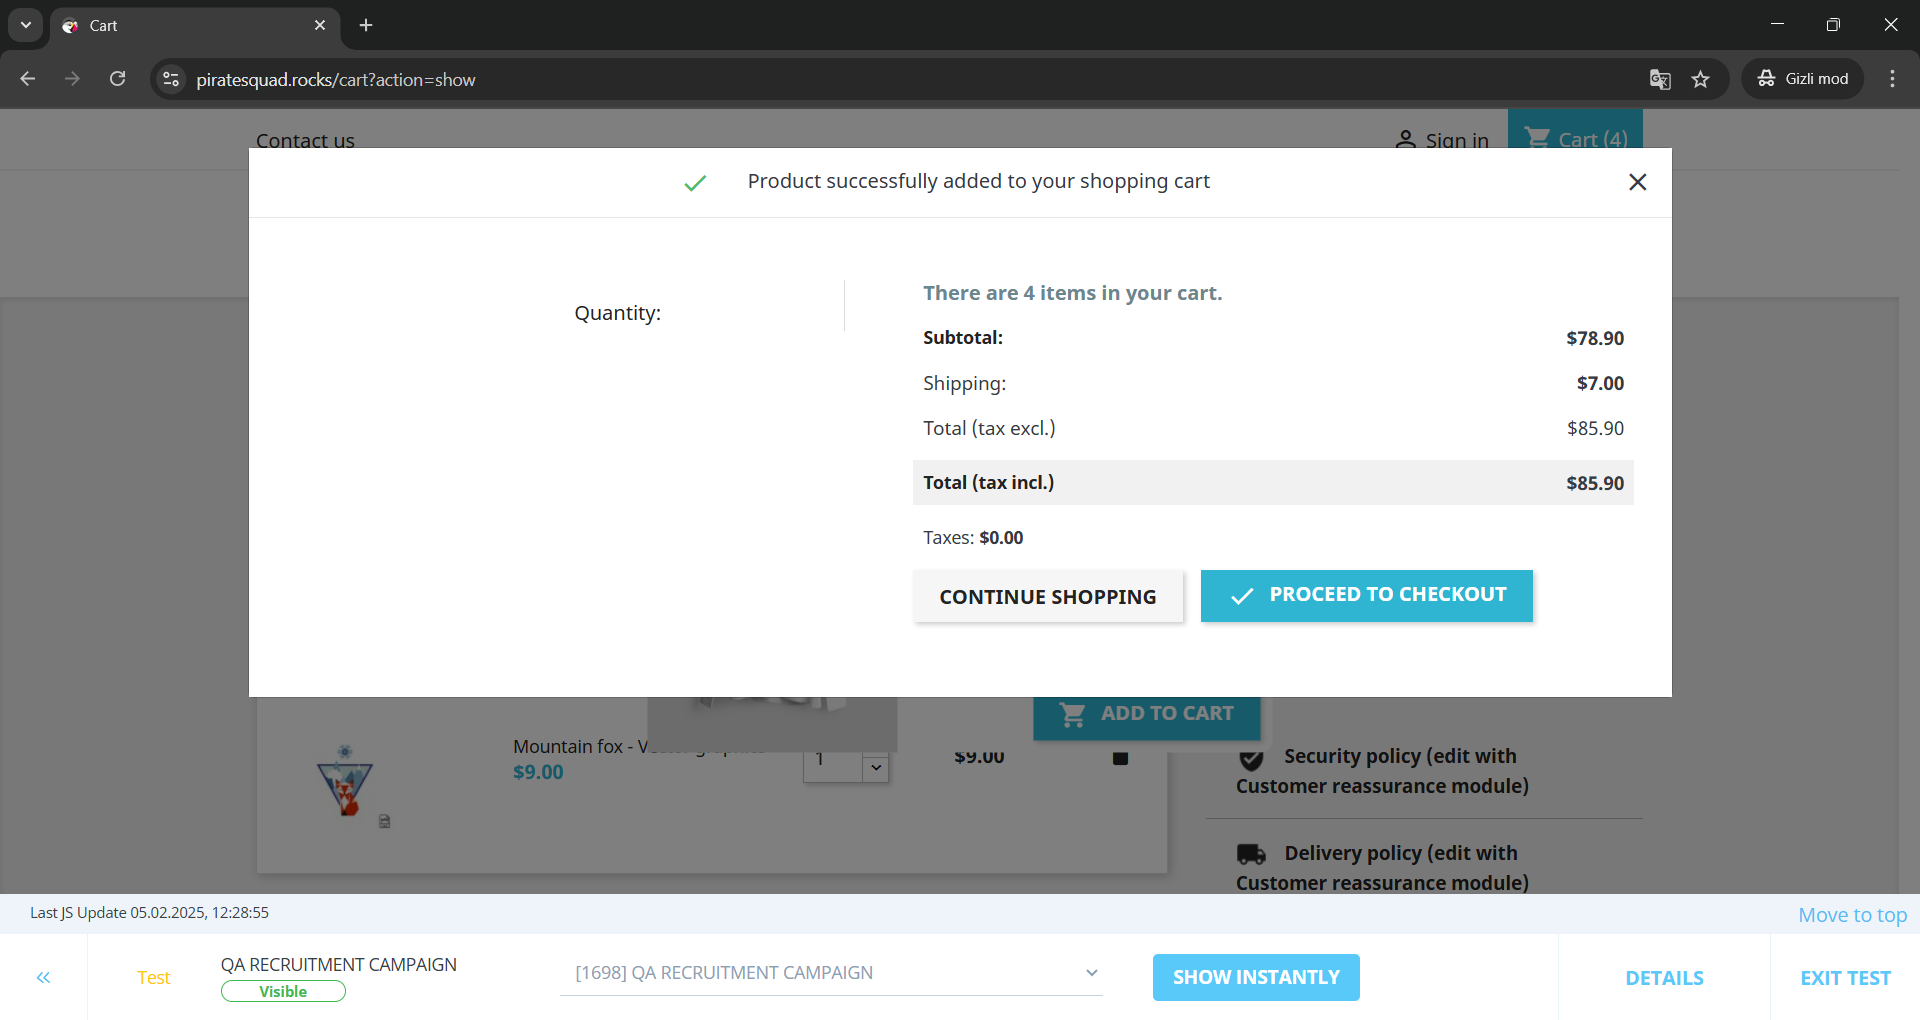 Cart
piratesquad.rocks/cart?action=show
Gizli mod
Contact us
Sign in
Cart (4)
Product successfully added to your shopping cart
Quantity:
There are 4 items in your cart.
Subtotal: $78.90
Shipping: $7.00
Total (tax excl.) $85.90
Total (tax incl.) $85.90
Taxes: $0.00
CONTINUE SHOPPING
PROCEED TO CHECKOUT
ADD TO CART
Mountain fox - Vector graphics
$9.00
1
$9.00
Security policy (edit with
Customer reassurance module)
Delivery policy (edit with
Customer reassurance module)
Last JS Update 05.02.2025, 12:28:55
Move to top
Test
QA RECRUITMENT CAMPAIGN
Visible
[1698] QA RECRUITMENT CAMPAIGN
SHOW INSTANTLY
DETAILS
EXIT TEST